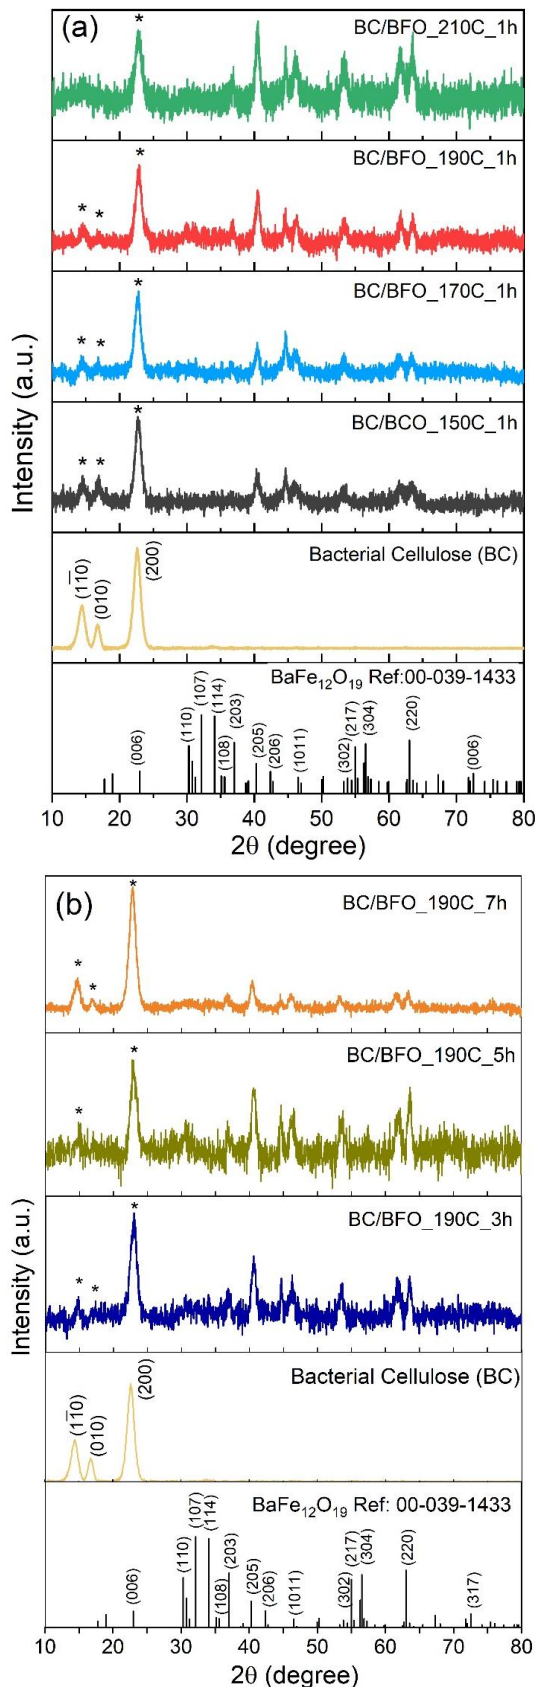 (a)
BC/BFO_210C_1h
*
BC/BFO_190C_1h
* * *
BC/BFO_170C_1h
* * *
BC/BCO_150C_1h
* * *
Bacterial Cellulose (BC)
(11̅0) (010) (200)
BaFe₁₂O₁₉ Ref:00-039-1433
(006) (110) (107) (114) (108) (203) (205) (206) (1011) (302) (217) (304) (220) (006)
10 20 30 40 50 60 70 80
2θ (degree)
Intensity (a.u.)
(b)
BC/BFO_190C_7h
* * *
BC/BFO_190C_5h
* *
BC/BFO_190C_3h
* * *
Bacterial Cellulose (BC)
(11̅0) (010) (200)
BaFe₁₂O₁₉ Ref: 00-039-1433
(006) (110) (107) (114) (108) (203) (205) (206) (1011) (302) (217) (304) (220) (317)
10 20 30 40 50 60 70 80
2θ (degree)
Intensity (a.u.)